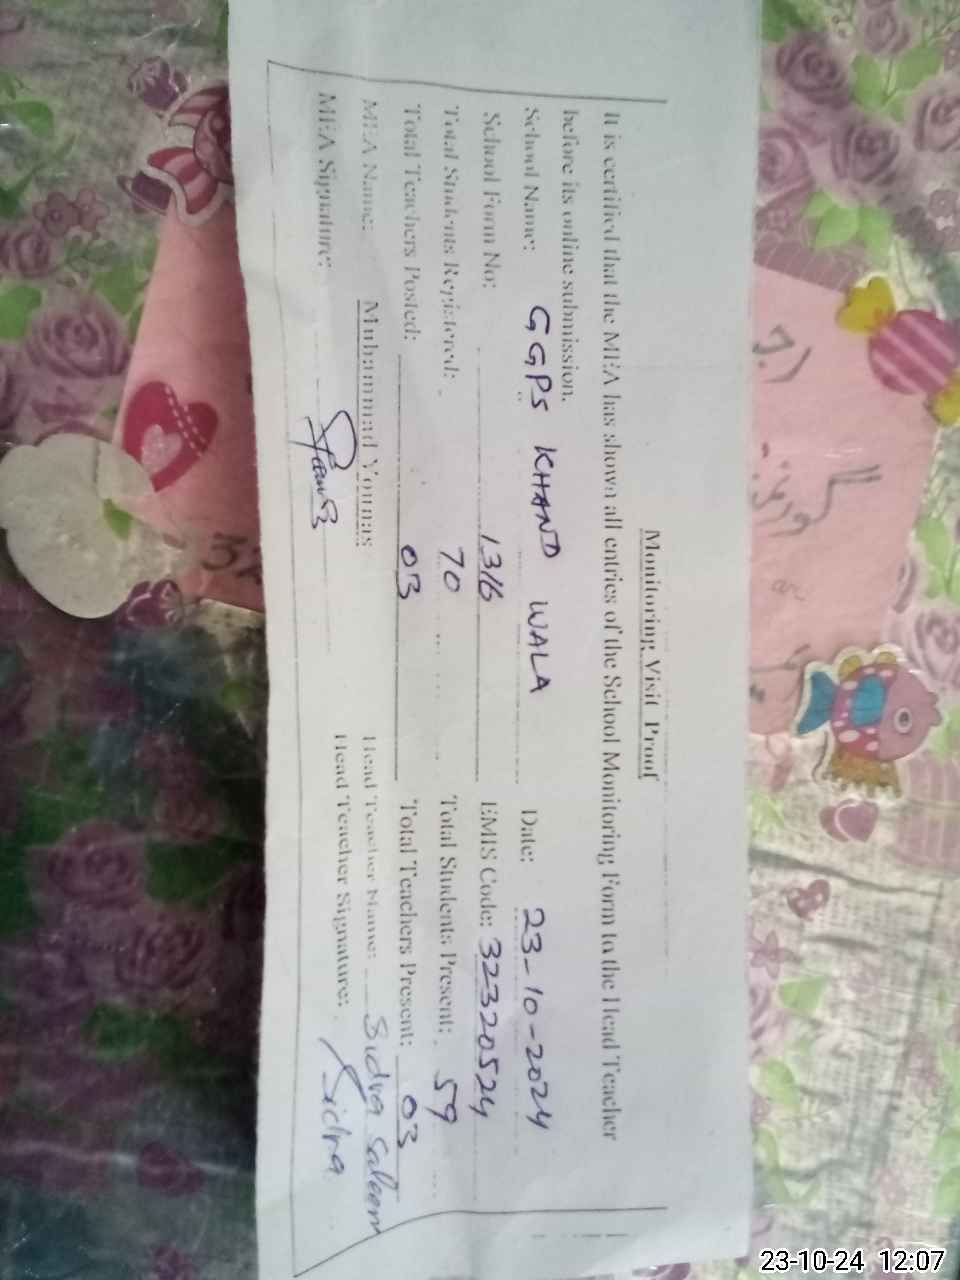 Monitoring Visit Proof
It is certified that the MEA has shown all entries of the School Monitoring Form to the Head Teacher
before its online submission.
School Name: GGPS KHAND WALA Date: 23-10-2024
School Form No: 1316 EMIS Code: 32320524
Total Students Registered: 70 Total Students Present: 59
Total Teachers Posted: 03 Total Teachers Present: 03
MEA Name: Muhammad Younas Head Teacher Name: Sidra Saleem
MEA Signature: Head Teacher Signature: Sidra
23-10-24 12:07